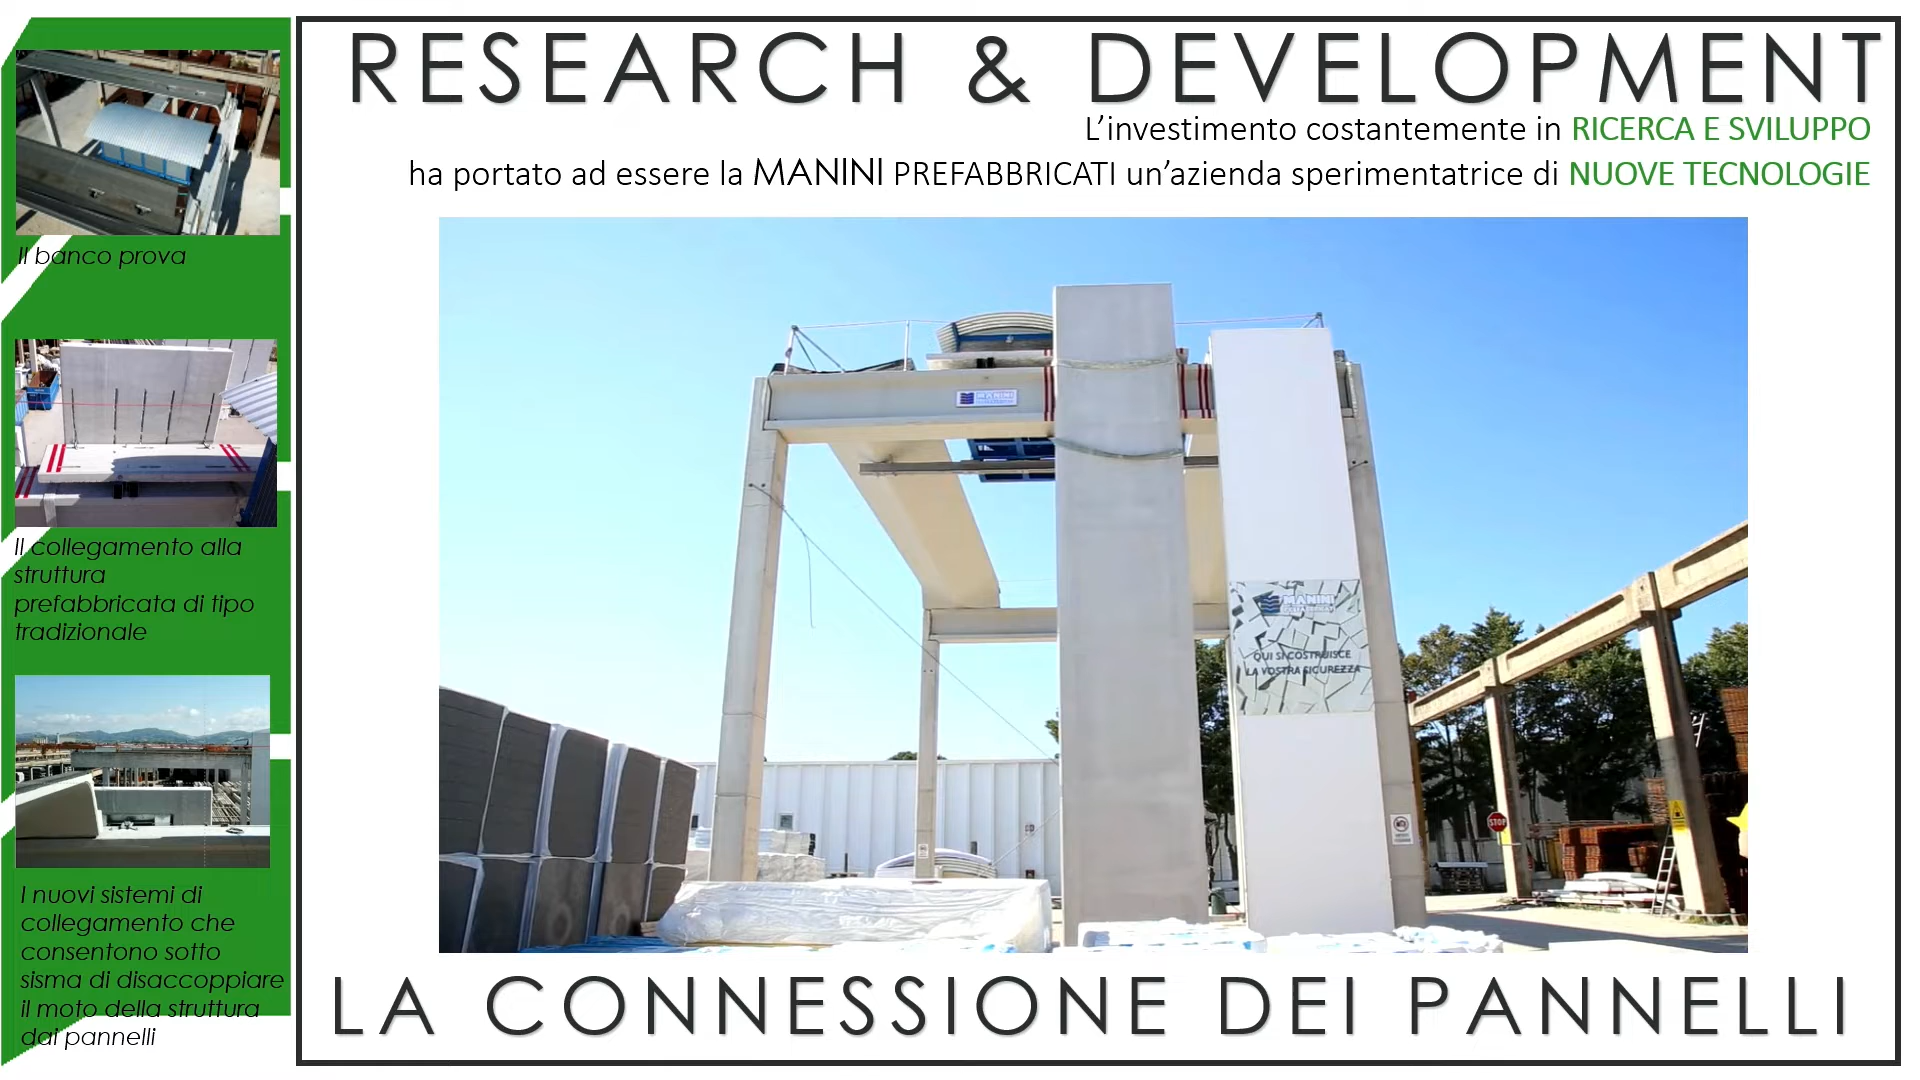 RESEARCH & DEVELOPMENT
L’investimento costantemente in RICERCA E SVILUPPO
ha portato ad essere la MANINI PREFABBRICATI un’azienda sperimentatrice di NUOVE TECNOLOGIE
Il banco prova
Il collegamento alla
struttura
prefabbricata di tipo
tradizionale
I nuovi sistemi di
collegamento che
consentono sotto
sisma di disaccoppiare
il moto della struttura
dai pannelli
MANINI
MANINI
QUI SI COSTRUISCE
LA VOSTRA SICUREZZA
STOP
LA CONNESSIONE DEI PANNELLI